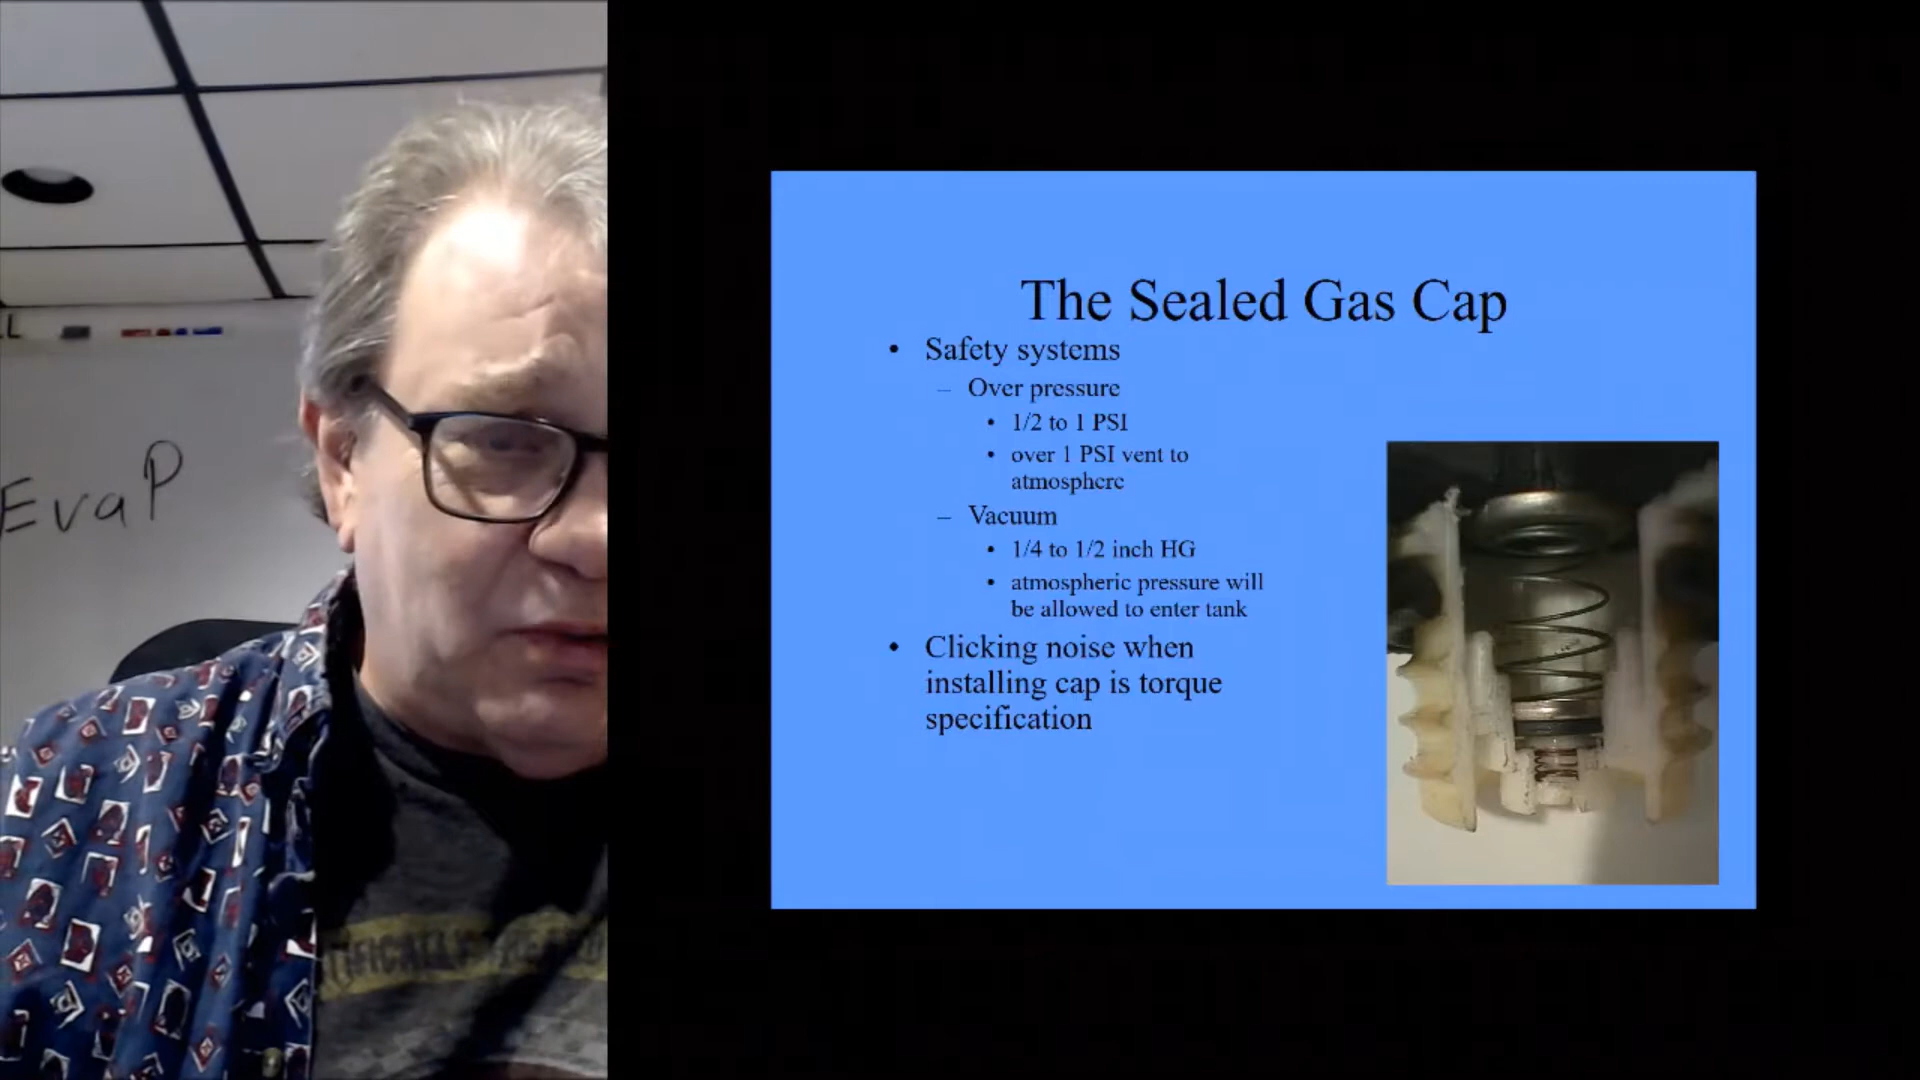 EvaP
The Sealed Gas Cap
• Safety systems
– Over pressure
• 1/2 to 1 PSI
• over 1 PSI vent to
atmosphere
– Vacuum
• 1/4 to 1/2 inch HG
• atmospheric pressure will
be allowed to enter tank
• Clicking noise when
installing cap is torque
specification